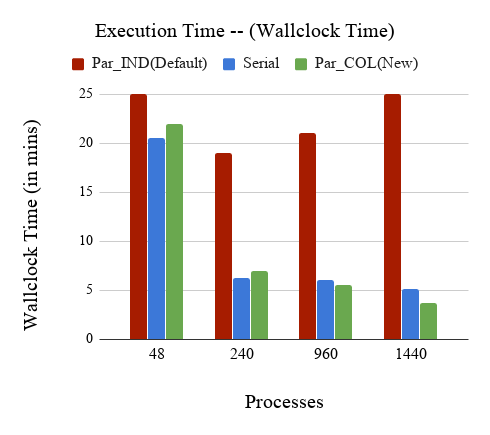 Execution Time -- (Wallclock Time)
Par_IND(Default) Serial Par_COL(New)
25
20
15
10
5
0
Wallclock Time (in mins)
48 240 960 1440
Processes